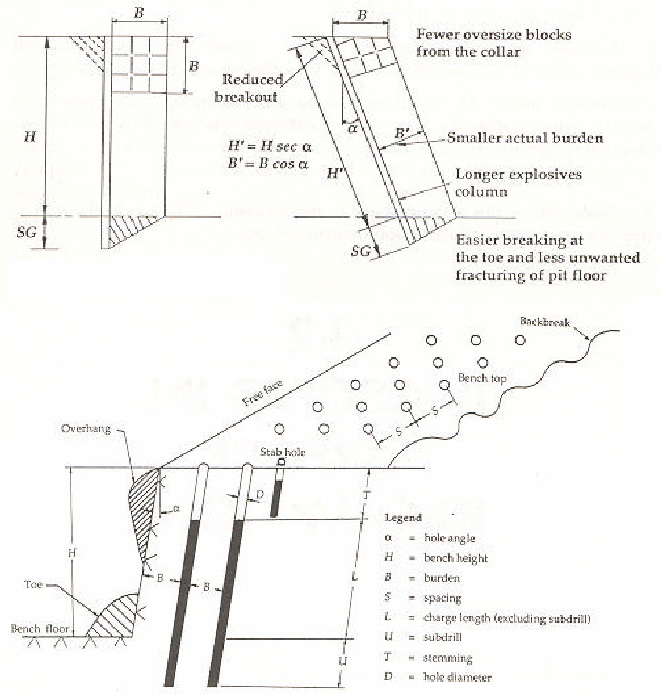 B
B
H
SG
B
Fewer oversize blocks
from the collar
Reduced
breakout
α
B'
Smaller actual burden
H' = H sec α
B' = B cos α
H'
Longer explosives
column
SG
Easier breaking at
the toe and less unwanted
fracturing of pit floor
Backbreak
Free face
Bench top
S
S
Overhang
Stab hole
α
D
T
H
B
B
L
Toe
Bench floor
U
Legend
α = hole angle
H = bench height
B = burden
S = spacing
L = charge length (excluding subdrill)
U = subdrill
T = stemming
D = hole diameter